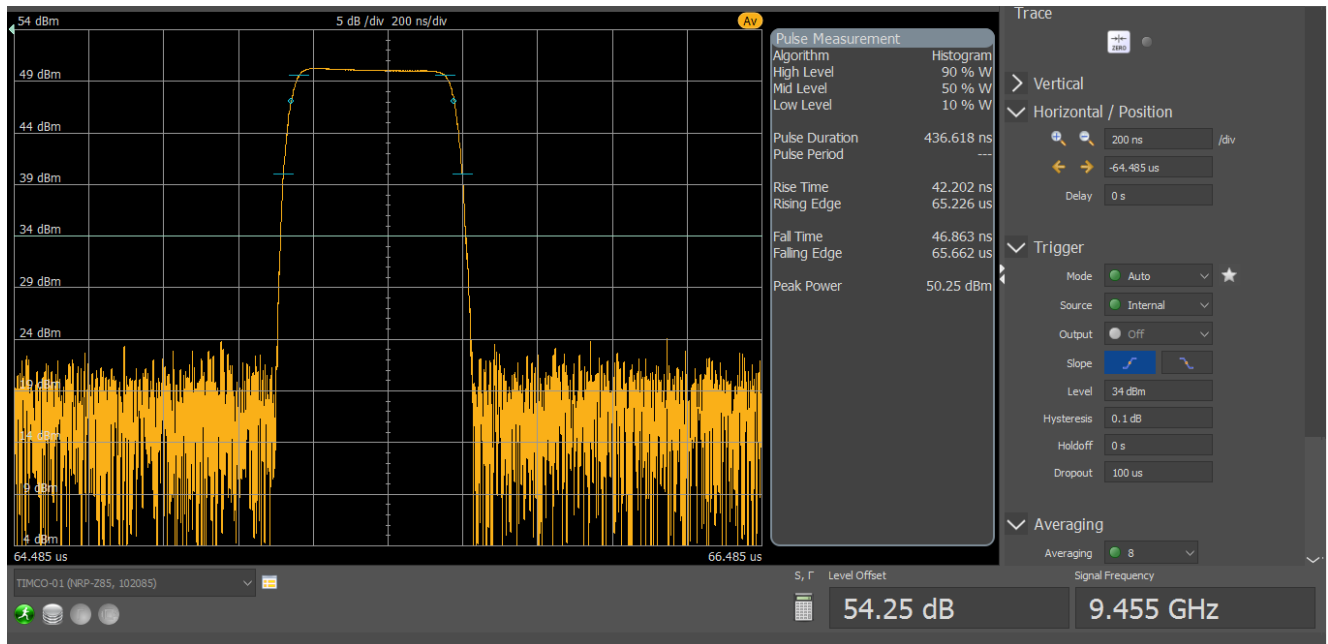 54 dBm
5 dB /div 200 ns/div
Av
49 dBm
44 dBm
39 dBm
34 dBm
29 dBm
24 dBm
19 dBm
14 dBm
9 dBm
4 dBm
64.485 us
66.485 us
Pulse Measurement
Algorithm Histogram
High Level 90 % W
Mid Level 50 % W
Low Level 10 % W
Pulse Duration 436.618 ns
Pulse Period ---
Rise Time 42.202 ns
Rising Edge 65.226 us
Fall Time 46.863 ns
Falling Edge 65.662 us
Peak Power 50.25 dBm
Trace
ZERO
Vertical
Horizontal / Position
200 ns /div
-64.485 us
Delay 0 s
Trigger
Mode Auto
Source Internal
Output Off
Slope
Level 34 dBm
Hysteresis 0.1 dB
Holdoff 0 s
Dropout 100 us
Averaging
Averaging 8
TIMCO-01 (NRP-Z85, 102085)
S, Γ Level Offset
54.25 dB
Signal Frequency
9.455 GHz